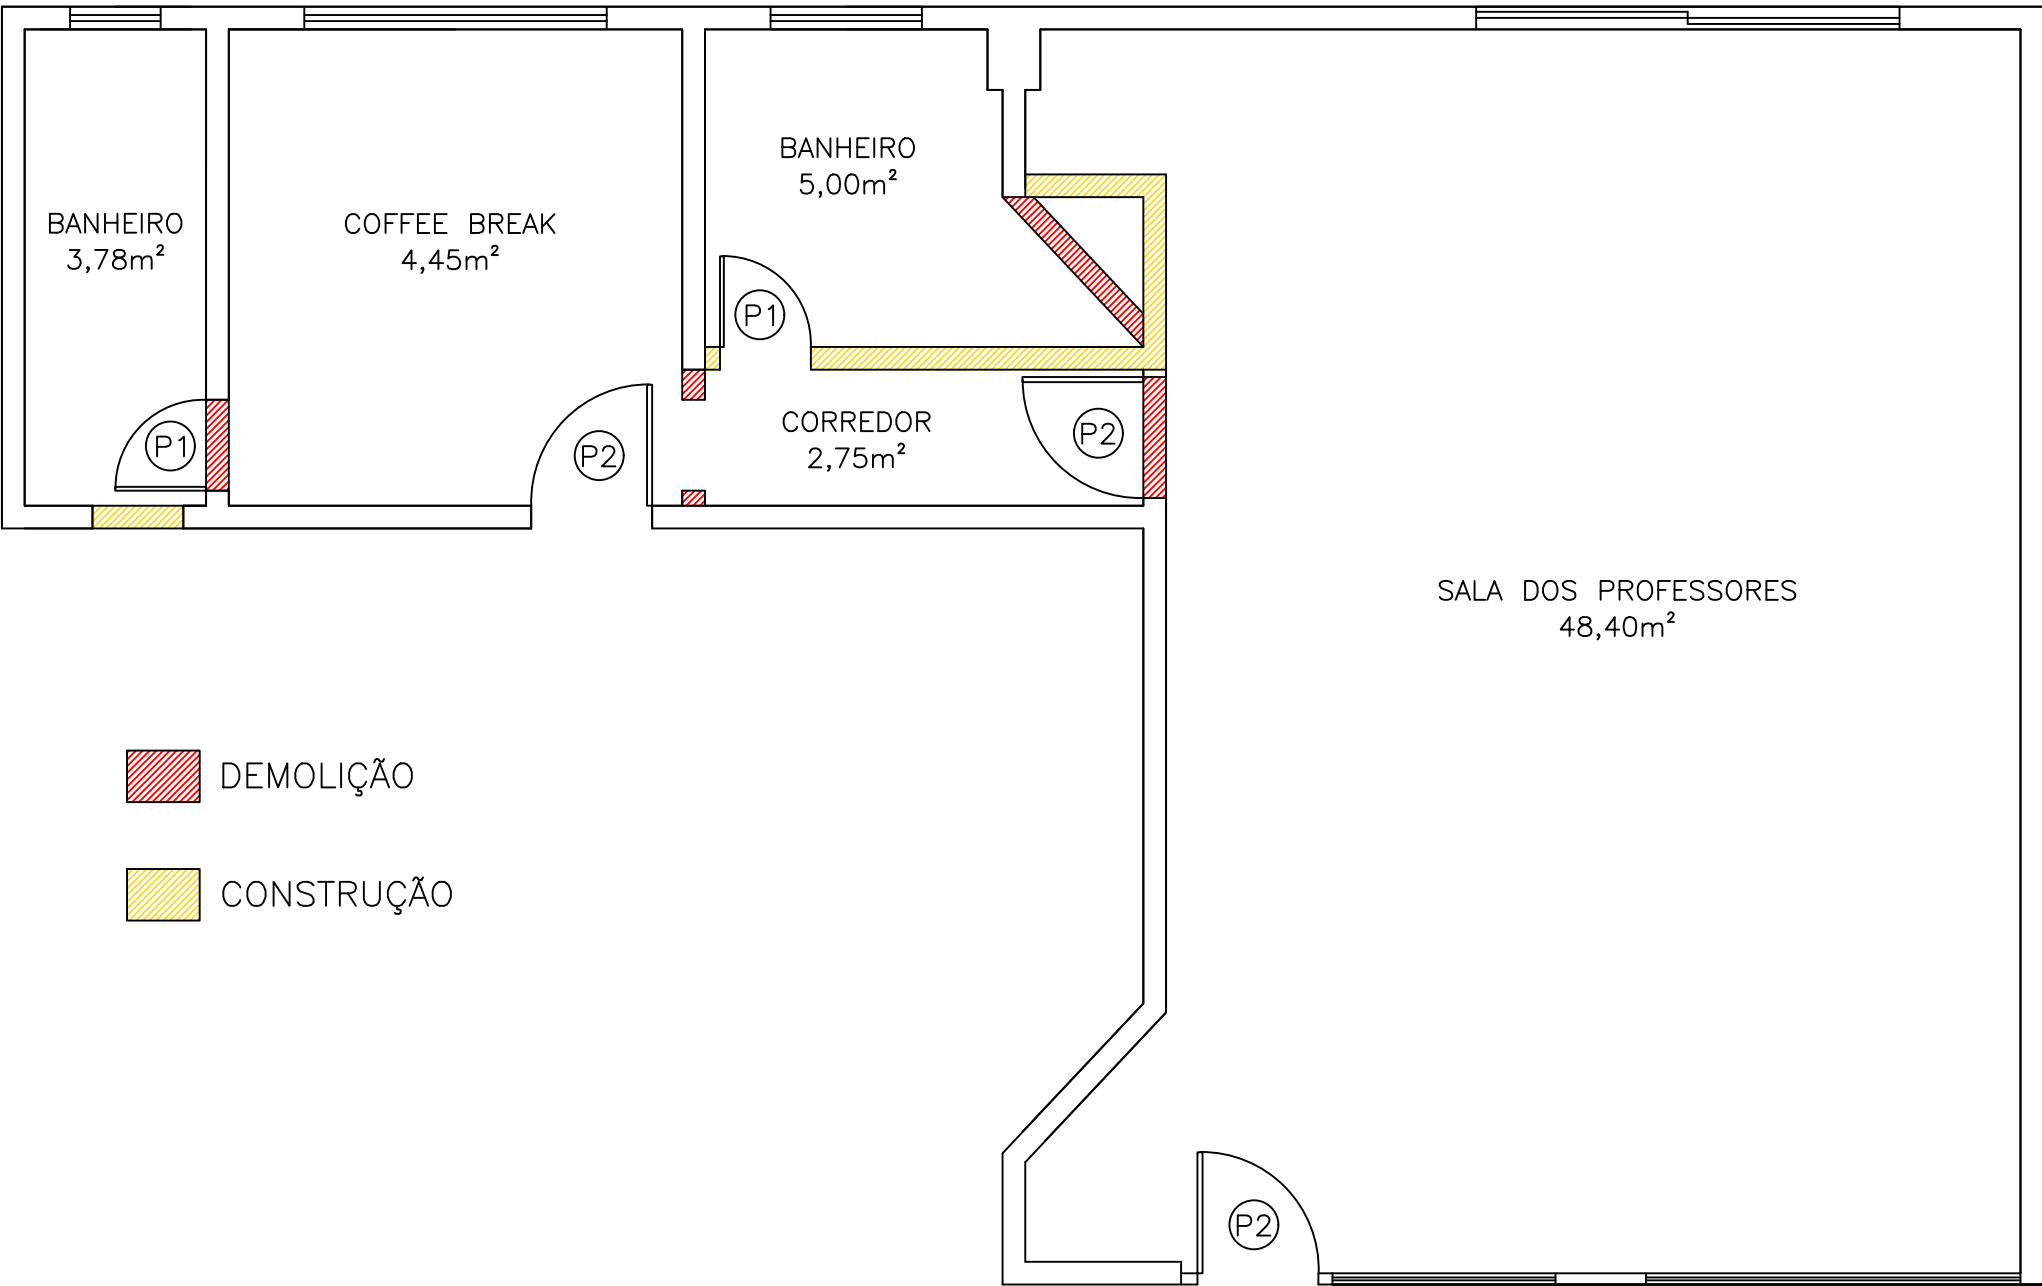 BANHEIRO
3,78m²
COFFEE BREAK
4,45m²
BANHEIRO
5,00m²
P1
P1
P2
CORREDOR
2,75m²
P2
SALA DOS PROFESSORES
48,40m²
DEMOLIÇÃO
CONSTRUÇÃO
P2